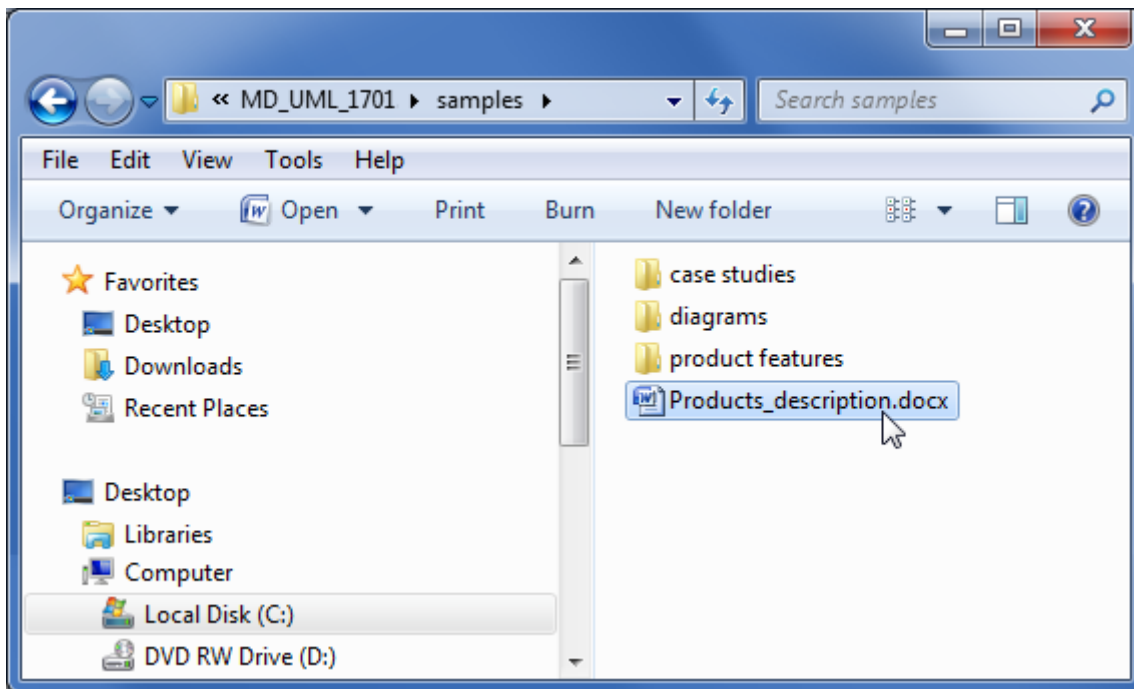 « MD_UML_1701 ▸ samples ▸ Search samples
File Edit View Tools Help
Organize ▾ Open ▾ Print Burn New folder
Favorites
Desktop
Downloads
Recent Places
Desktop
Libraries
Computer
Local Disk (C:)
DVD RW Drive (D:)
case studies
diagrams
product features
Products_description.docx